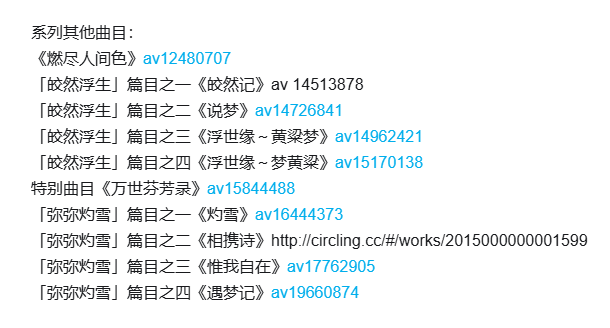 系列其他曲目：
《燃尽人间色》av12480707
「皎然浮生」篇目之一《皎然记》av 14513878
「皎然浮生」篇目之二《说梦》av14726841
「皎然浮生」篇目之三《浮世缘～黄粱梦》av14962421
「皎然浮生」篇目之四《浮世缘～梦黄粱》av15170138
特别曲目《万世芬芳录》av15844488
「弥弥灼雪」篇目之一《灼雪》av16444373
「弥弥灼雪」篇目之二《相携诗》http://circling.cc/#/works/2015000000001599
「弥弥灼雪」篇目之三《惟我自在》av17762905
「弥弥灼雪」篇目之四《遇梦记》av19660874